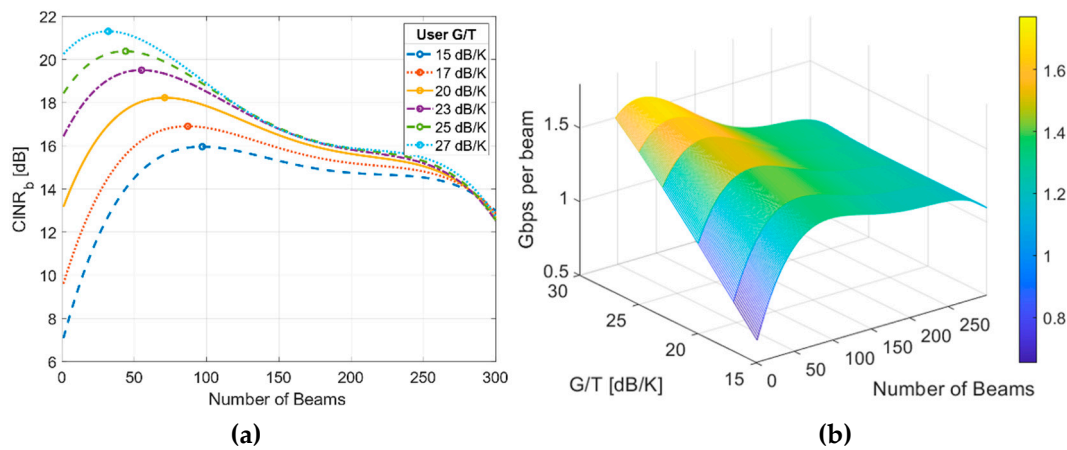 22
20
18
16
14
12
10
8
6
CINR_b [dB]
0 50 100 150 200 250 300
Number of Beams
User G/T
15 dB/K
17 dB/K
20 dB/K
23 dB/K
25 dB/K
27 dB/K
(a)
Gbps per beam
1.5
1
0.5
30
25
20
15
G/T [dB/K]
0 50 100 150 200 250
Number of Beams
1.6
1.4
1.2
1
0.8
(b)